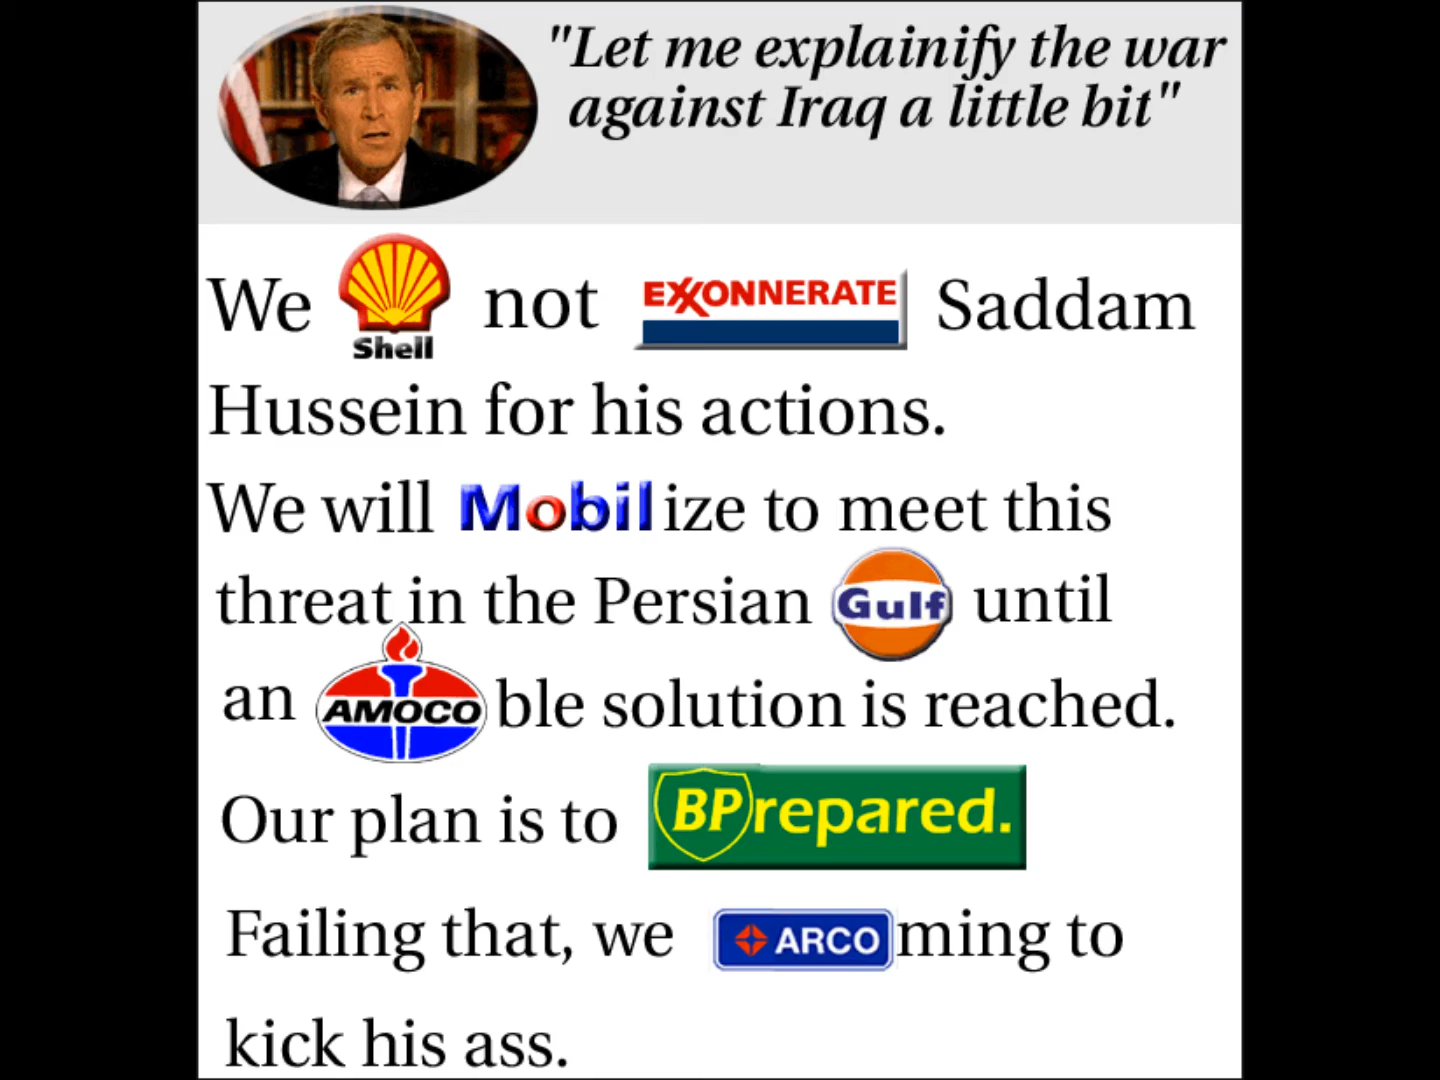 "Let me explainify the war
against Iraq a little bit"
We Shell not EXXONNERATE Saddam
Hussein for his actions.
We will Mobilize to meet this
threat in the Persian Gulf until
an AMOCO ble solution is reached.
Our plan is to BPrepared.
Failing that, we ARCOming to
kick his ass.